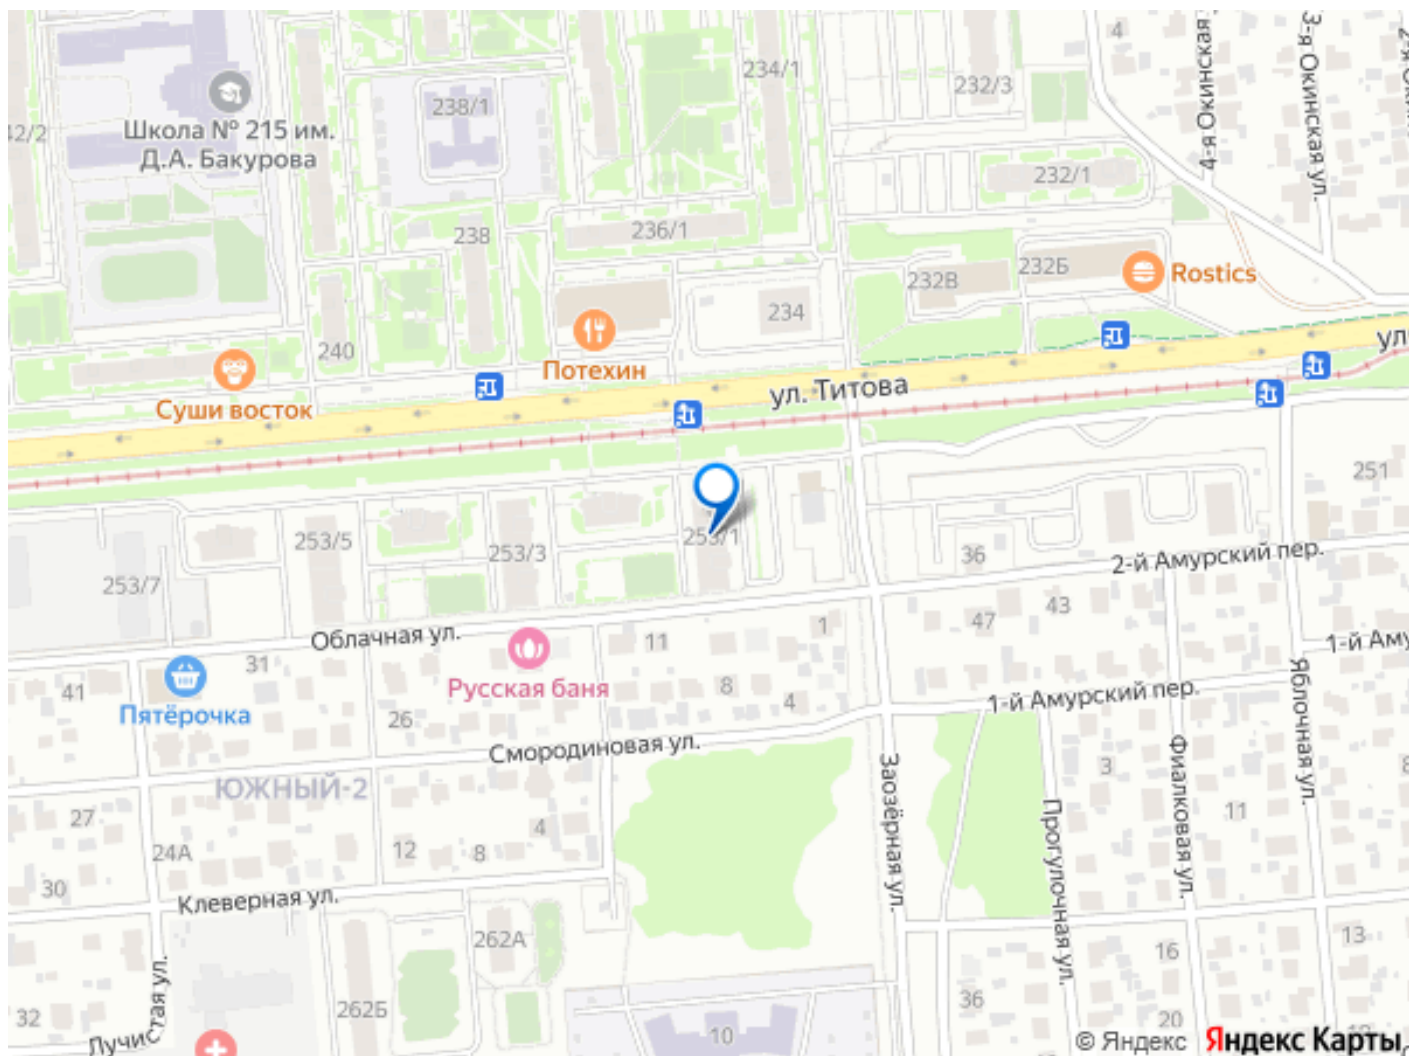 4
234/1
232/3
238/1
4-я Окинская
3-я Окинская ул.
42/2
Школа № 215 им.
Д.А. Бакурова
232/1
238
236/1
232В
232Б
Rostics
234
240
Потехин
Суши восток
ул. Титова
ул
251
253/1
253/5
253/3
253/7
36
2-й Амурский пер.
43
47
Облачная ул.
11
1
31
41
Пятёрочка
Русская баня
8
4
26
1-й Аму
1-й Амурский пер.
Смородиновая ул.
ЮЖНЫЙ-2
Заозёрная ул.
Прогулочная ул.
Фиалковая ул.
Яблочная ул.
3
8
11
27
24А
12
8
4
30
Клеверная ул.
262А
262Б
13
16
36
20
32
Лучистая ул.
10
© Яндекс Яндекс Карты